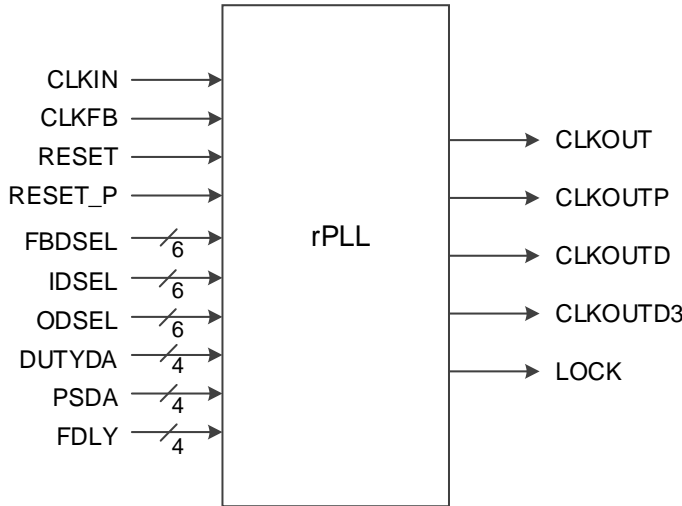 CLKIN
CLKFB
RESET
RESET_P
FBDSEL 6
IDSEL 6
ODSEL 6
DUTYDA 4
PSDA 4
FDLY 4
rPLL
CLKOUT
CLKOUTP
CLKOUTD
CLKOUTD3
LOCK